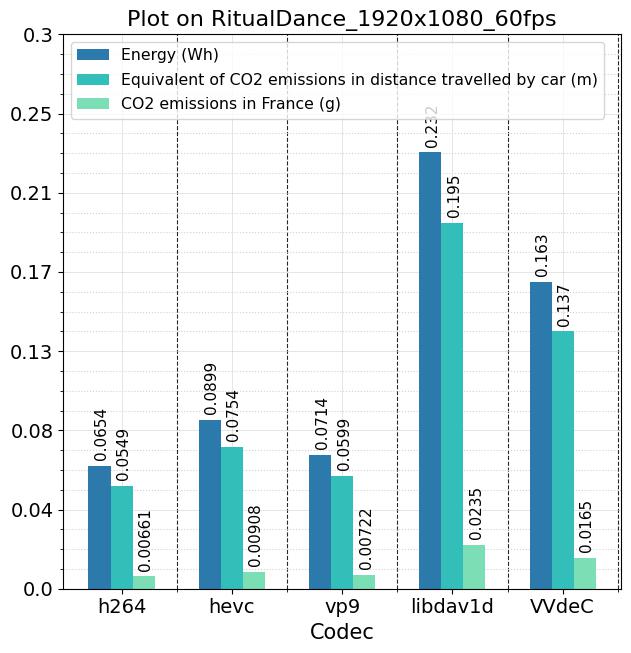 Plot on RitualDance_1920x1080_60fps
Energy (Wh)
Equivalent of CO2 emissions in distance travelled by car (m)
CO2 emissions in France (g)
0.3
0.25
0.21
0.17
0.13
0.08
0.04
0.0
0.0654
0.0549
0.00661
0.0899
0.0754
0.00908
0.0714
0.0599
0.00722
0.232
0.195
0.0235
0.163
0.137
0.0165
h264
hevc
vp9
libdav1d
VVdeC
Codec